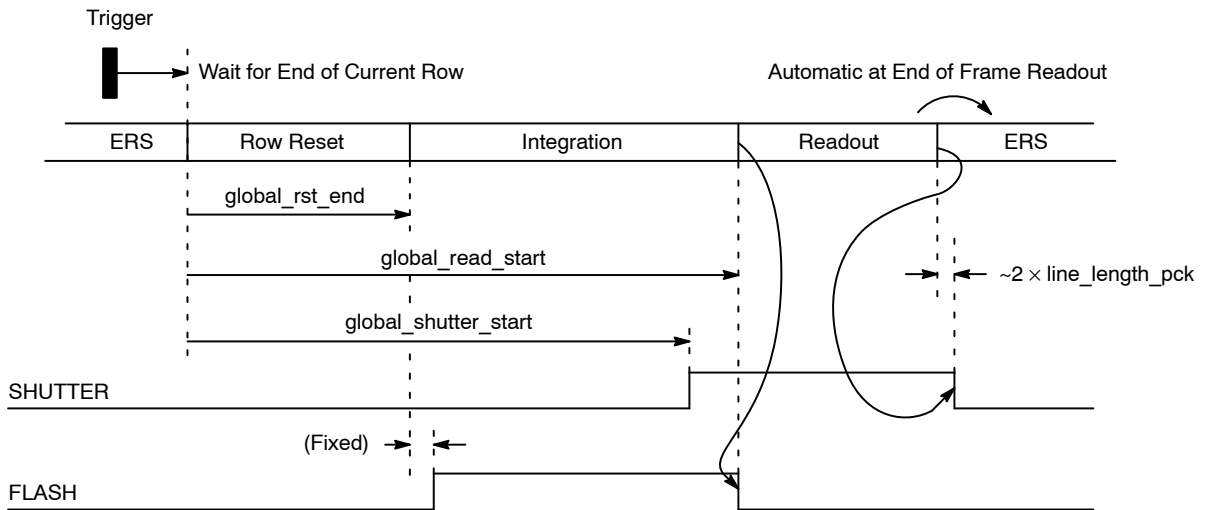 Trigger
Wait for End of Current Row
Automatic at End of Frame Readout
ERS
Row Reset
Integration
Readout
ERS
global_rst_end
global_read_start
~2 × line_length_pck
global_shutter_start
SHUTTER
(Fixed)
FLASH